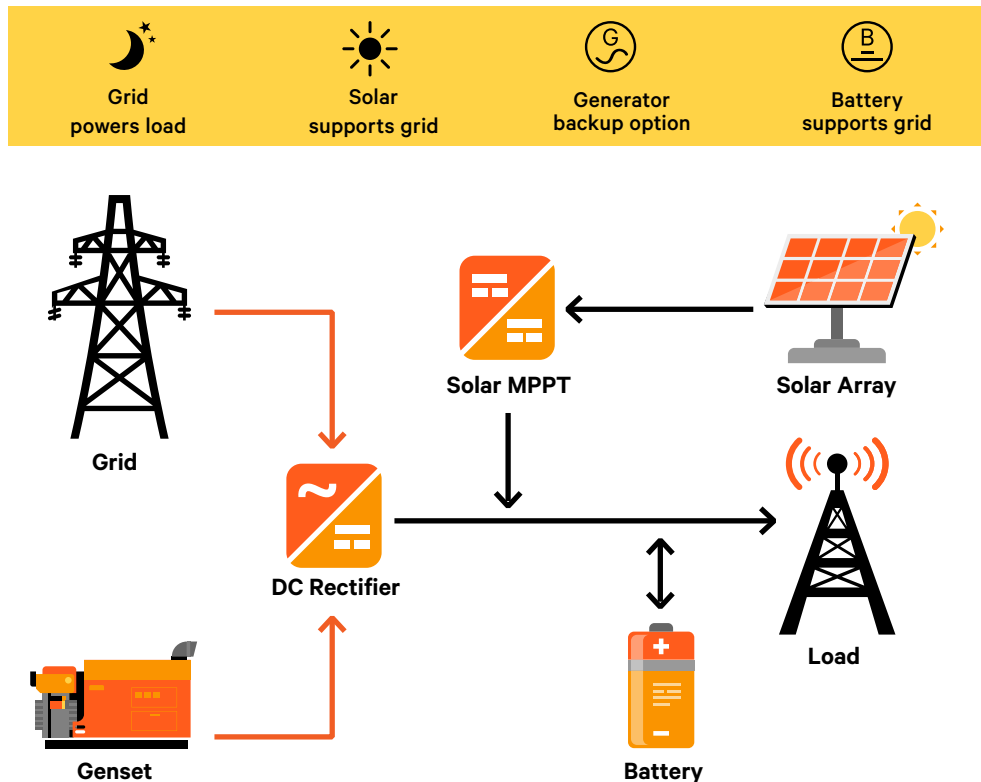 Grid
powers load
Solar
supports grid
G
Generator
backup option
B
Battery
supports grid
Grid
Solar MPPT
Solar Array
DC Rectifier
Load
Genset
Battery